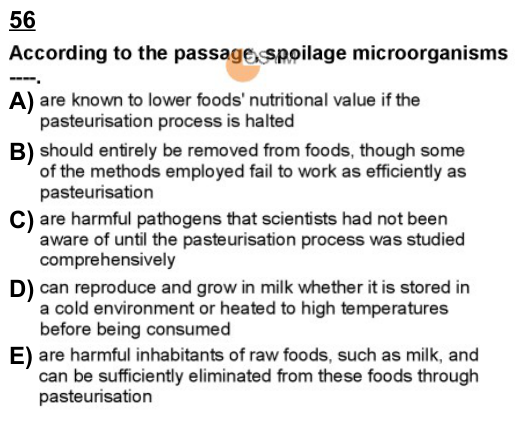 56
According to the passage, spoilage microorganisms
----.
A) are known to lower foods' nutritional value if the
pasteurisation process is halted
B) should entirely be removed from foods, though some
of the methods employed fail to work as efficiently as
pasteurisation
C) are harmful pathogens that scientists had not been
aware of until the pasteurisation process was studied
comprehensively
D) can reproduce and grow in milk whether it is stored in
a cold environment or heated to high temperatures
before being consumed
E) are harmful inhabitants of raw foods, such as milk, and
can be sufficiently eliminated from these foods through
pasteurisation